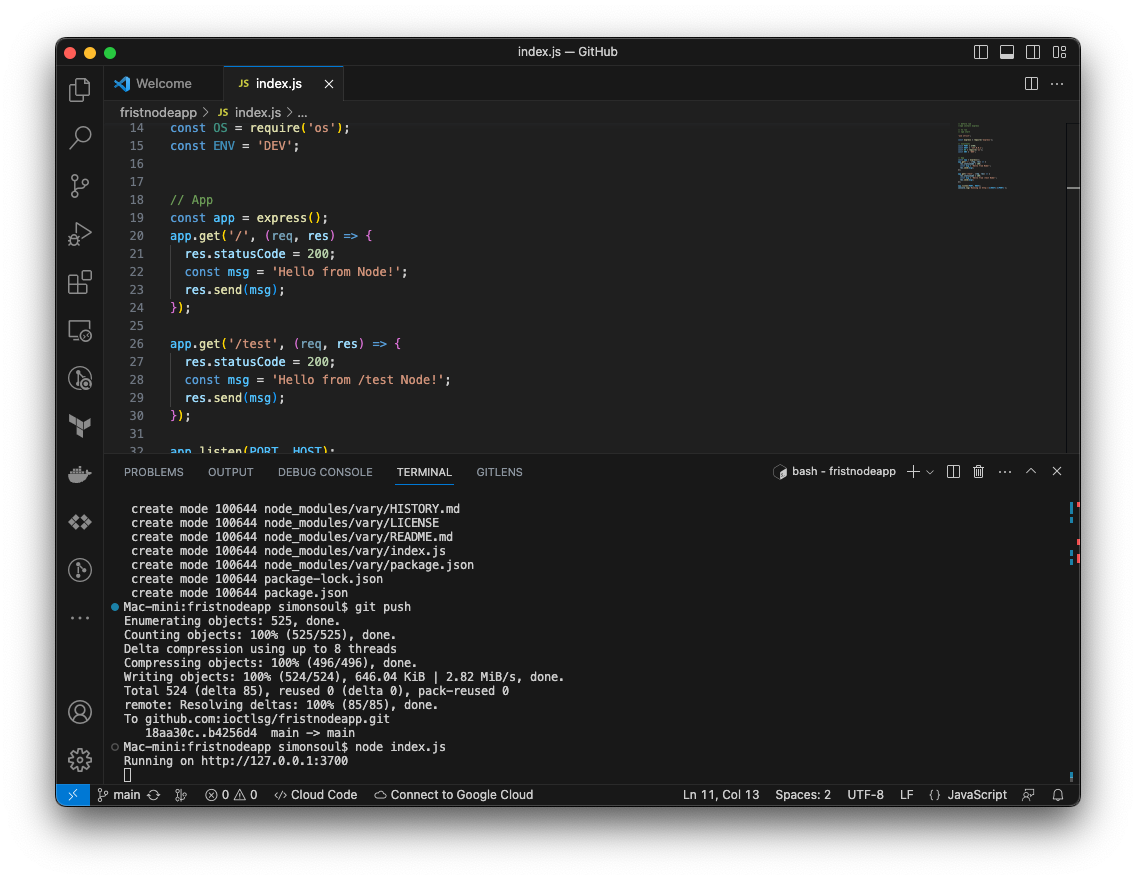 index.js — GitHub
Welcome
JS index.js
fristnodeapp > JS index.js > ...
14 const OS = require('os');
15 const ENV = 'DEV';
16
17
18 // App
19 const app = express();
20 app.get('/', (req, res) => {
21 res.statusCode = 200;
22 const msg = 'Hello from Node!';
23 res.send(msg);
24 });
25
26 app.get('/test', (req, res) => {
27 res.statusCode = 200;
28 const msg = 'Hello from /test Node!';
29 res.send(msg);
30 });
31
32 app.listen(PORT, HOST);
PROBLEMS OUTPUT DEBUG CONSOLE TERMINAL GITLENS bash - fristnodeapp
create mode 100644 node_modules/vary/HISTORY.md
create mode 100644 node_modules/vary/LICENSE
create mode 100644 node_modules/vary/README.md
create mode 100644 node_modules/vary/index.js
create mode 100644 node_modules/vary/package.json
create mode 100644 package-lock.json
create mode 100644 package.json
Mac-mini:fristnodeapp simonsoul$ git push
Enumerating objects: 525, done.
Counting objects: 100% (525/525), done.
Delta compression using up to 8 threads
Compressing objects: 100% (496/496), done.
Writing objects: 100% (524/524), 646.04 KiB | 2.82 MiB/s, done.
Total 524 (delta 85), reused 0 (delta 0), pack-reused 0
remote: Resolving deltas: 100% (85/85), done.
To github.com:ioctlsg/fristnodeapp.git
18aa30c..b4256d4 main -> main
Mac-mini:fristnodeapp simonsoul$ node index.js
Running on http://127.0.0.1:3700
main 0 0 Cloud Code Connect to Google Cloud Ln 11, Col 13 Spaces: 2 UTF-8 LF {} JavaScript